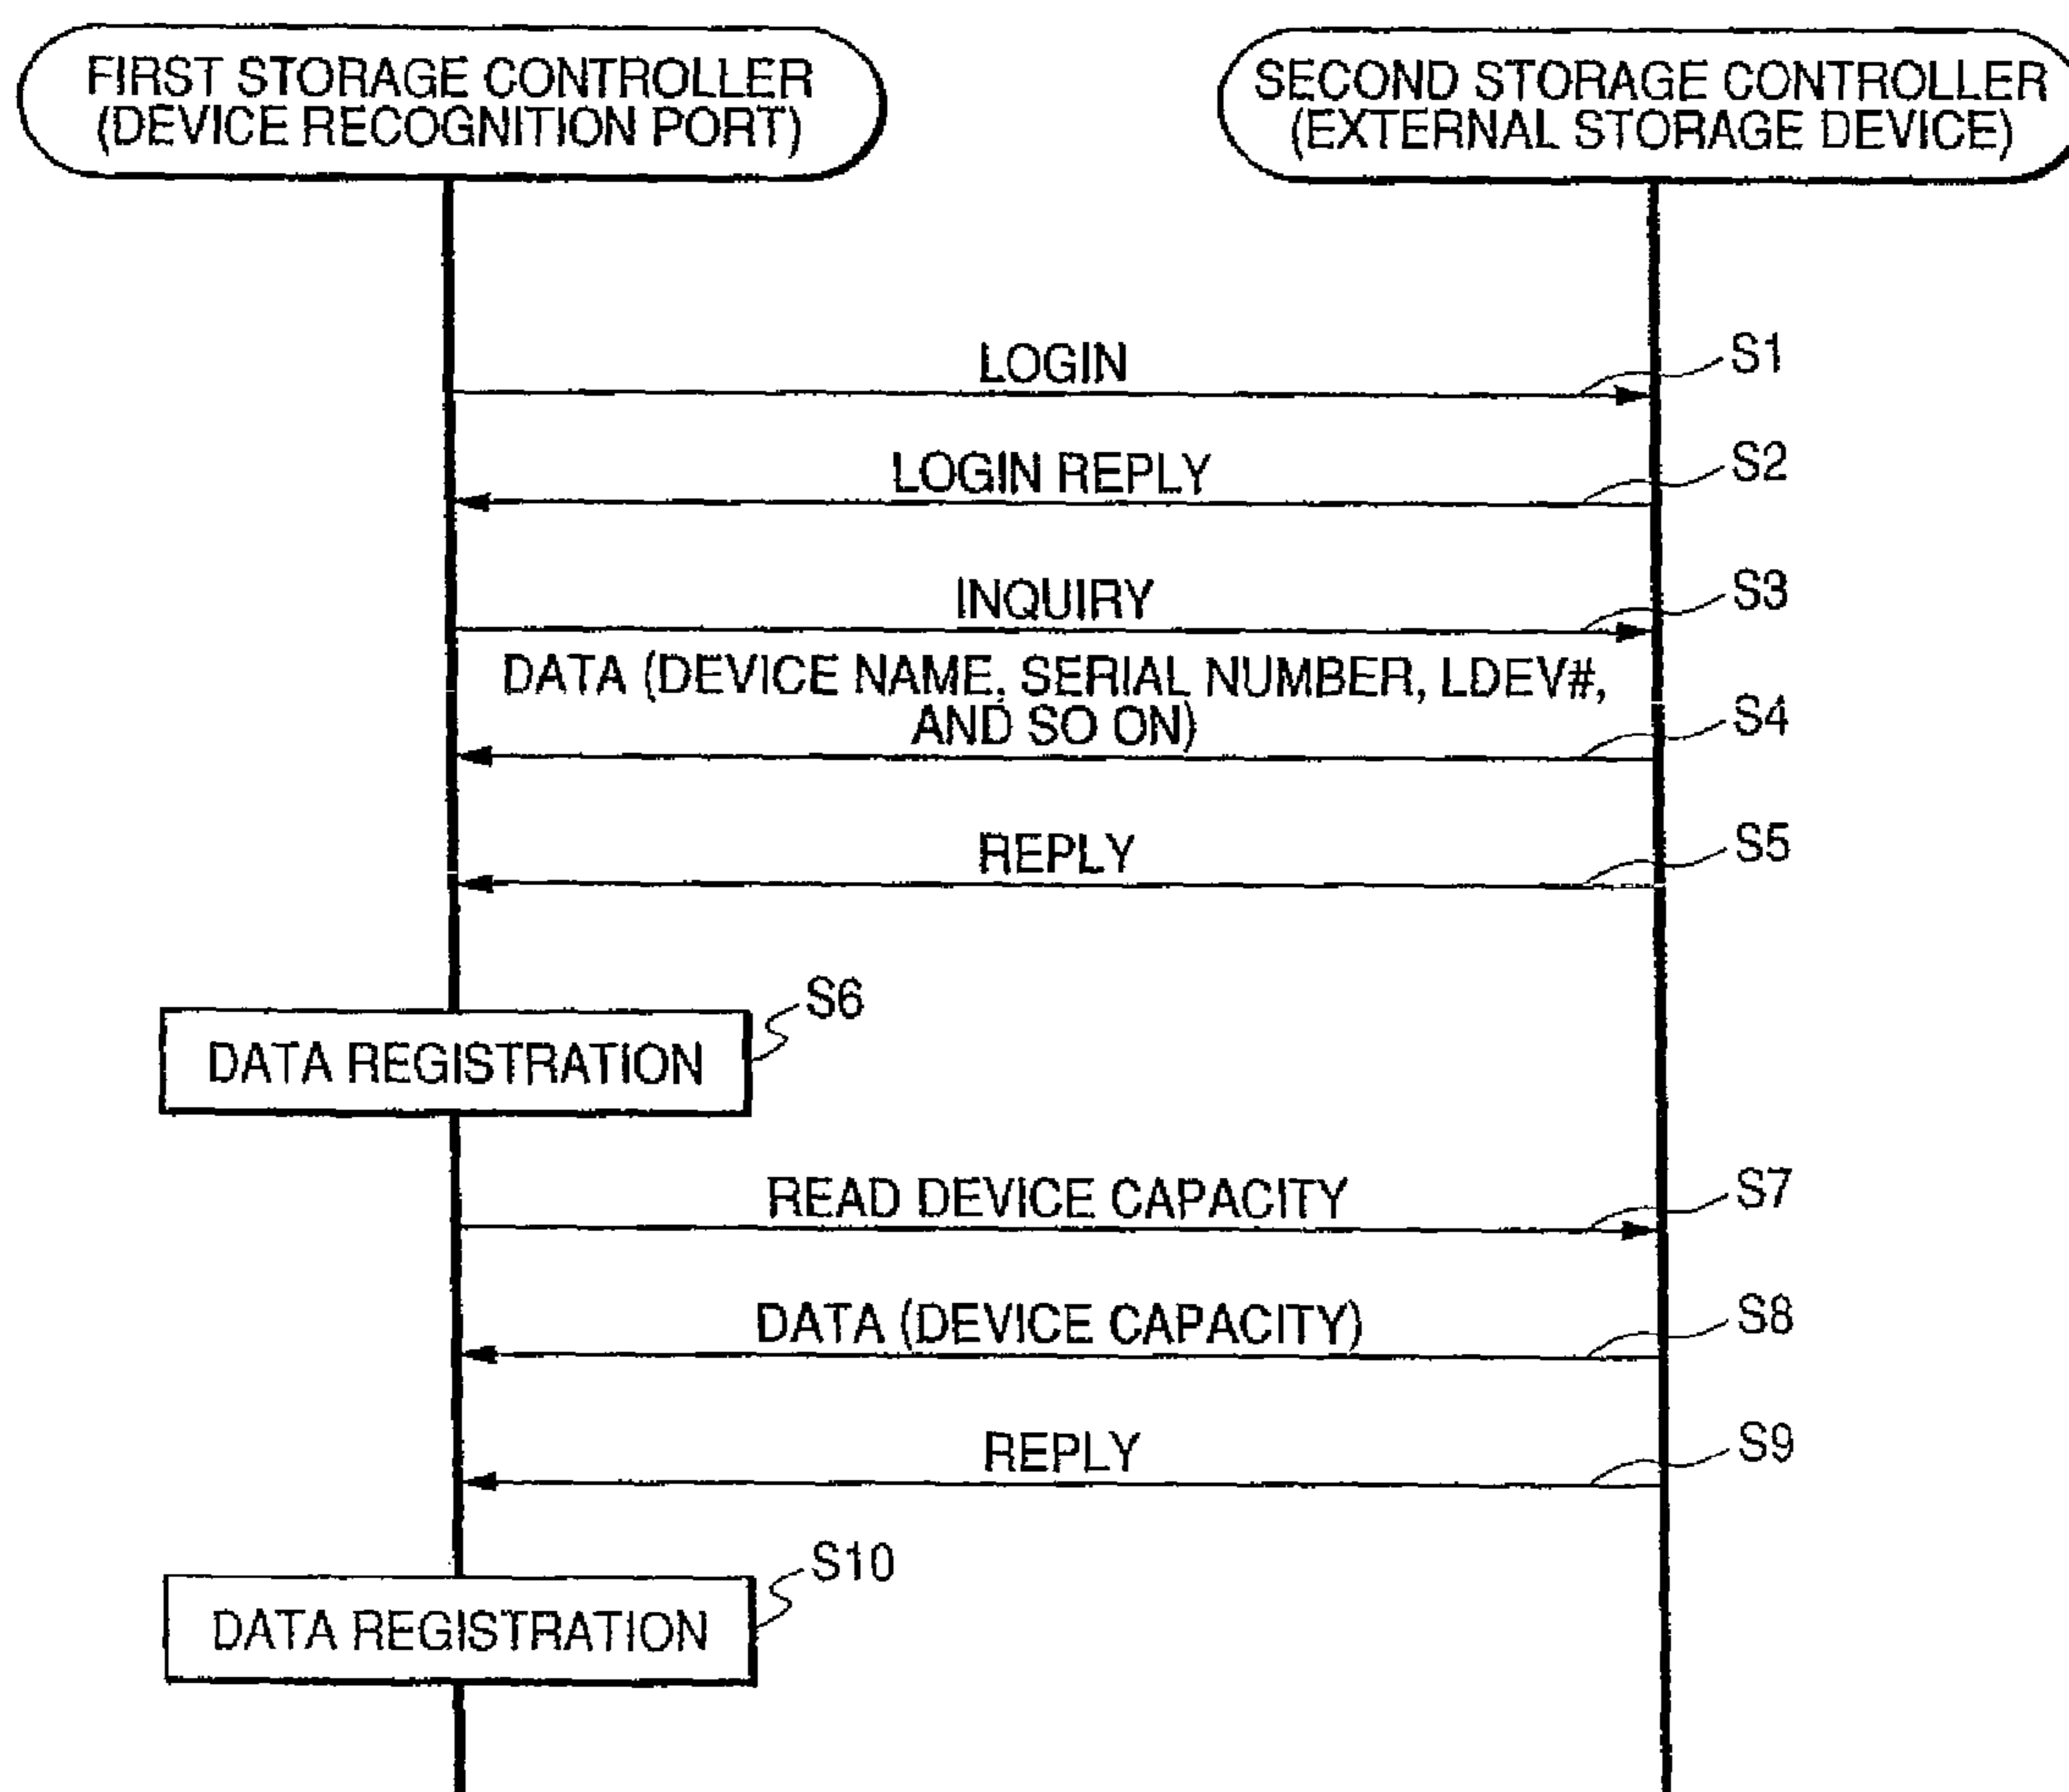 FIRST STORAGE CONTROLLER
(DEVICE RECOGNITION PORT)
SECOND STORAGE CONTROLLER
(EXTERNAL STORAGE DEVICE)
LOGIN
S1
LOGIN REPLY
S2
INQUIRY
S3
DATA (DEVICE NAME, SERIAL NUMBER, LDEV#,
AND SO ON)
S4
REPLY
S5
S6
DATA REGISTRATION
READ DEVICE CAPACITY
S7
DATA (DEVICE CAPACITY)
S8
REPLY
S9
S10
DATA REGISTRATION